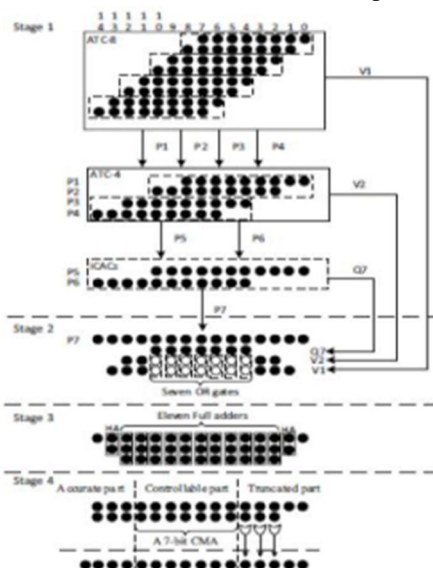 1 1 1 1 1
4 3 2 1 0 9 8 7 6 5 4 3 2 1 0
Stage 1
ATC-8
V1
P1 P2 P3 P4
ATC-4
P1
P2
P3
P4
V2
P5 P6
iCACs
P5
P6
Q7
P7
Stage 2
P7
Q7
V2
V1
Seven OR gates
Stage 3
Eleven Full adders
HA
HA
Stage 4
Accurate part Controllable part Truncated part
A 7-bit CMA